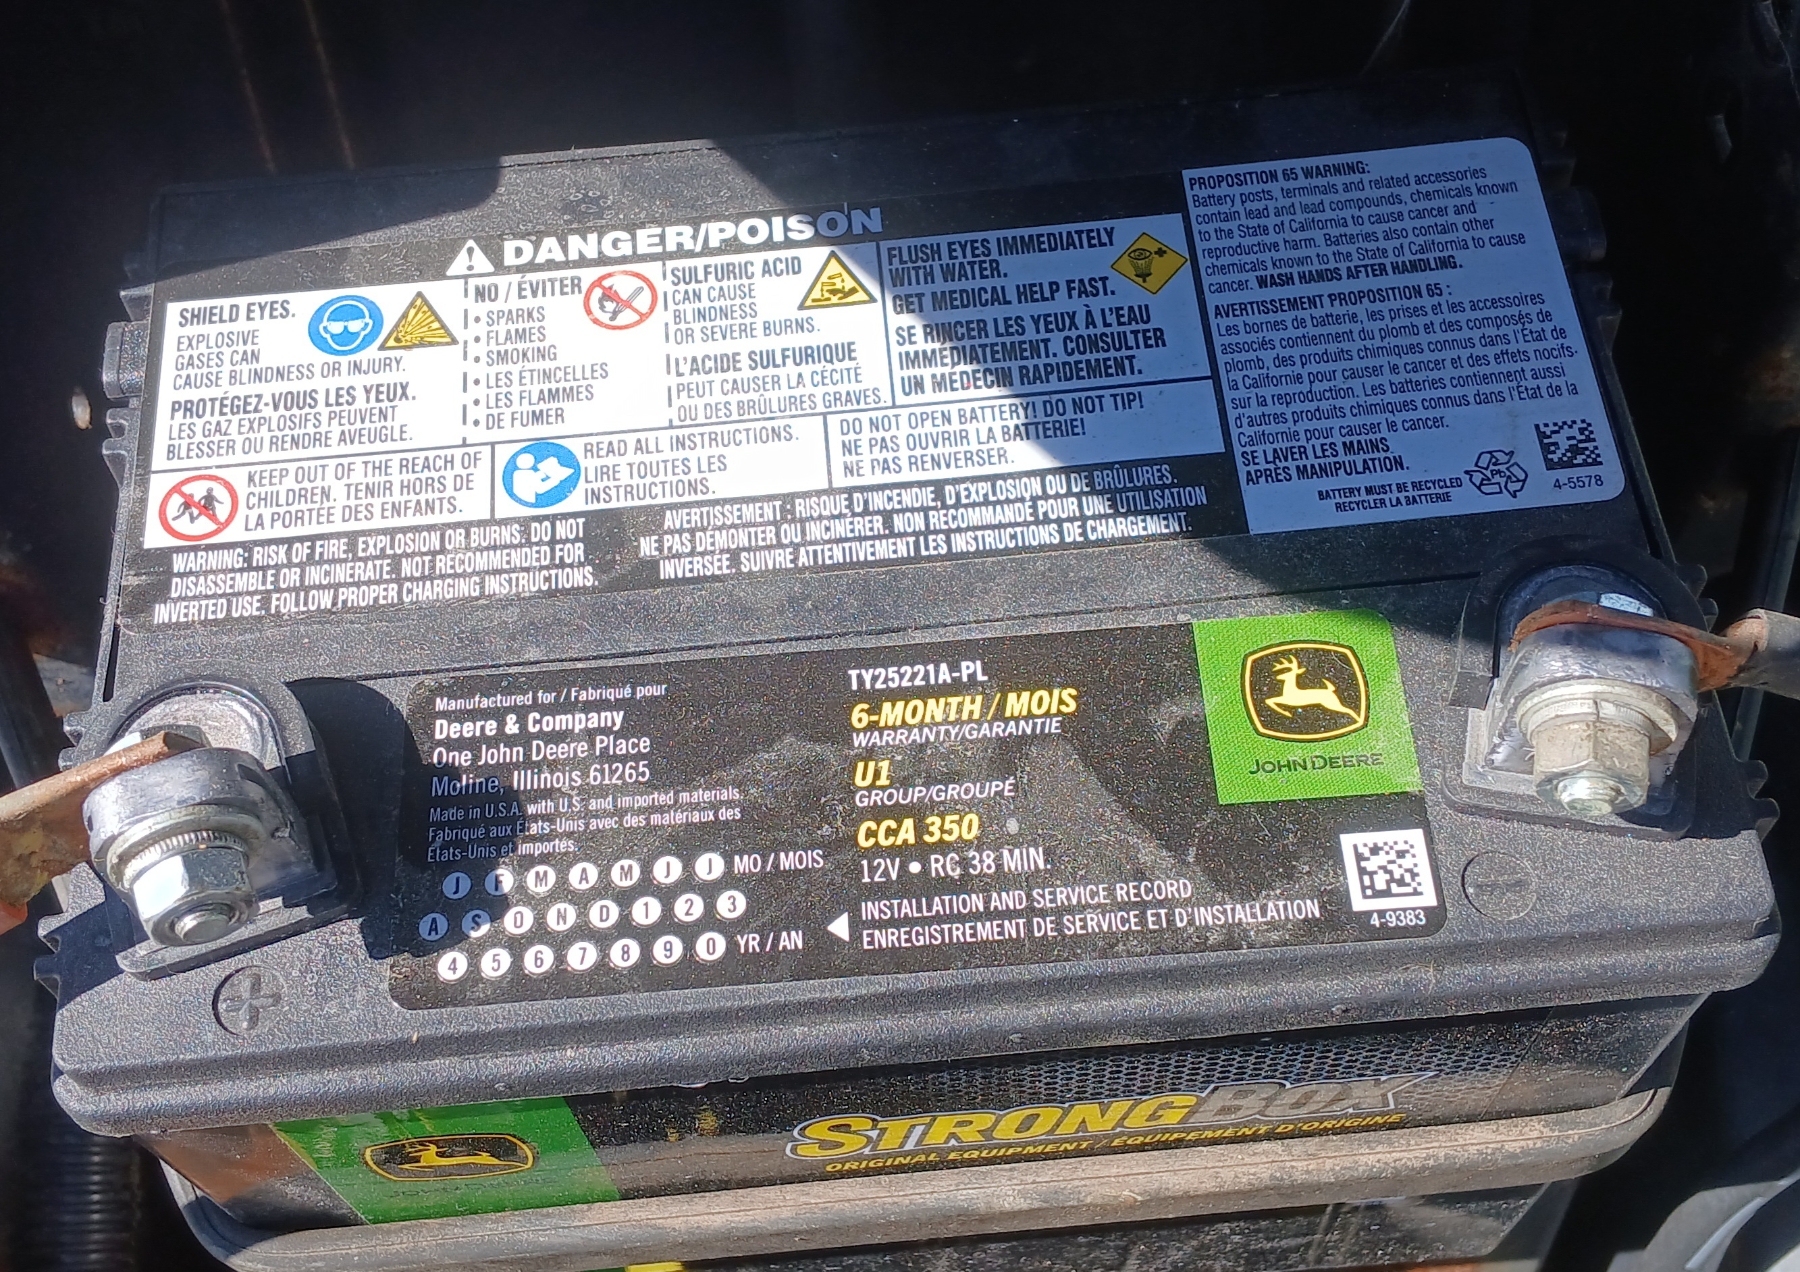 DANGER/POISON
SHIELD EYES.
EXPLOSIVE
GASES CAN
CAUSE BLINDNESS OR INJURY.
PROTÉGEZ-VOUS LES YEUX.
LES GAZ EXPLOSIFS PEUVENT
BLESSER OU RENDRE AVEUGLE.
NO / ÉVITER
• SPARKS
• FLAMES
• SMOKING
• LES ÉTINCELLES
• LES FLAMMES
• DE FUMER
SULFURIC ACID
CAN CAUSE
BLINDNESS
OR SEVERE BURNS.
L'ACIDE SULFURIQUE
PEUT CAUSER LA CÉCITÉ
OU DES BRÛLURES GRAVES.
FLUSH EYES IMMEDIATELY
WITH WATER.
GET MEDICAL HELP FAST.
SE RINCER LES YEUX À L'EAU
IMMÉDIATEMENT. CONSULTER
UN MÉDECIN RAPIDEMENT.
KEEP OUT OF THE REACH OF
CHILDREN. TENIR HORS DE
LA PORTÉE DES ENFANTS.
READ ALL INSTRUCTIONS.
LIRE TOUTES LES
INSTRUCTIONS.
DO NOT OPEN BATTERY! DO NOT TIP!
NE PAS OUVRIR LA BATTERIE!
NE PAS RENVERSER.
WARNING: RISK OF FIRE, EXPLOSION OR BURNS. DO NOT
DISASSEMBLE OR INCINERATE. NOT RECOMMENDED FOR
INVERTED USE. FOLLOW PROPER CHARGING INSTRUCTIONS.
AVERTISSEMENT : RISQUE D'INCENDIE, D'EXPLOSION OU DE BRÛLURES.
NE PAS DÉMONTER OU INCINÉRER. NON RECOMMANDÉ POUR UNE UTILISATION
INVERSÉE. SUIVRE ATTENTIVEMENT LES INSTRUCTIONS DE CHARGEMENT.
PROPOSITION 65 WARNING:
Battery posts, terminals and related accessories
contain lead and lead compounds, chemicals known
to the State of California to cause cancer and
reproductive harm. Batteries also contain other
chemicals known to the State of California to cause
cancer. WASH HANDS AFTER HANDLING.
AVERTISSEMENT PROPOSITION 65 :
Les bornes de batterie, les prises et les accessoires
associés contiennent du plomb et des composés de
plomb, des produits chimiques connus dans l'État de
la Californie pour causer le cancer et des effets nocifs
sur la reproduction. Les batteries contiennent aussi
d'autres produits chimiques connus dans l'État de la
Californie pour causer le cancer.
SE LAVER LES MAINS
APRÈS MANIPULATION.
BATTERY MUST BE RECYCLED
RECYCLER LA BATTERIE
Pb
4-5578
Manufactured for / Fabriqué pour
Deere & Company
One John Deere Place
Moline, Illinois 61265
Made in U.S.A. with U.S. and imported materials.
Fabriqué aux États-Unis avec des matériaux des
États-Unis et importés.
J F M A M J J MO / MOIS
A S O N D 1 2 3
4 5 6 7 8 9 0 YR / AN
TY25221A-PL
6-MONTH / MOIS
WARRANTY/GARANTIE
U1
GROUP/GROUPÉ
CCA 350
12V • RC 38 MIN.
INSTALLATION AND SERVICE RECORD
ENREGISTREMENT DE SERVICE ET D'INSTALLATION
JOHN DEERE
4-9383
+
−
STRONGBOX
ORIGINAL EQUIPMENT / ÉQUIPEMENT D'ORIGINE
JOHN DEERE